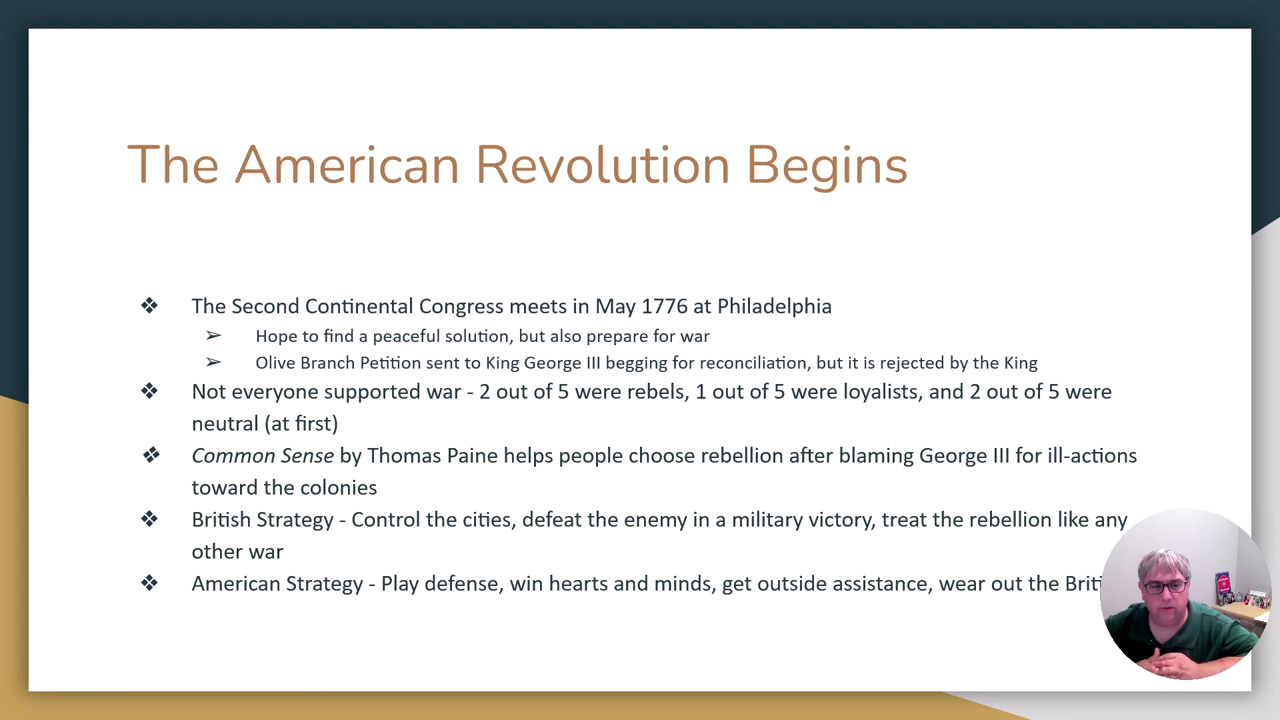 The American Revolution Begins
❖ The Second Continental Congress meets in May 1776 at Philadelphia
➢ Hope to find a peaceful solution, but also prepare for war
➢ Olive Branch Petition sent to King George III begging for reconciliation, but it is rejected by the King
❖ Not everyone supported war - 2 out of 5 were rebels, 1 out of 5 were loyalists, and 2 out of 5 were
neutral (at first)
❖ Common Sense by Thomas Paine helps people choose rebellion after blaming George III for ill-actions
toward the colonies
❖ British Strategy - Control the cities, defeat the enemy in a military victory, treat the rebellion like any
other war
❖ American Strategy - Play defense, win hearts and minds, get outside assistance, wear out the